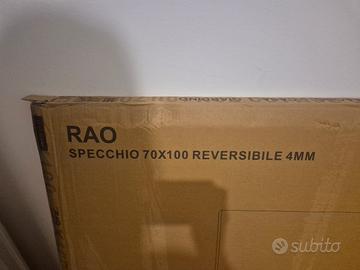 RAO
SPECCHIO 70X100 REVERSIBILE 4MM
subito